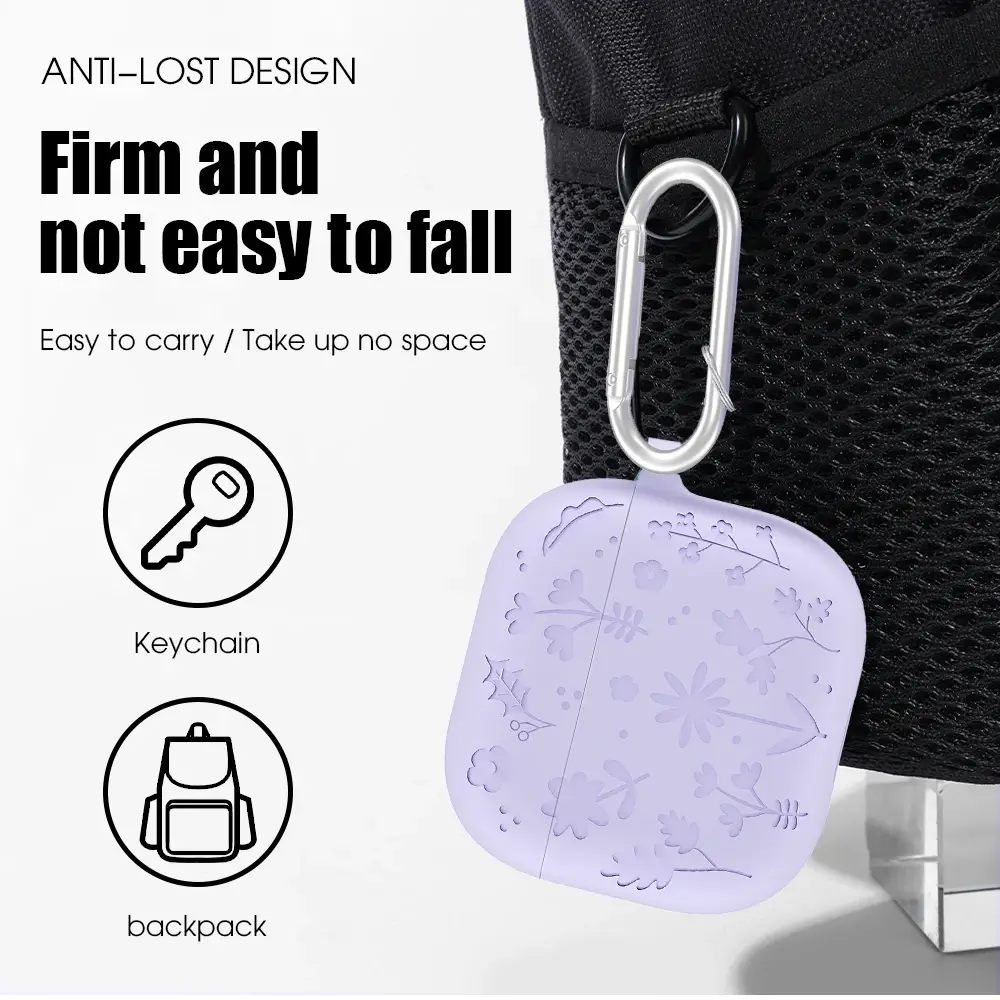 ANTI-LOST DESIGN
Firm and
not easy to fall
Easy to carry / Take up no space
Keychain
backpack